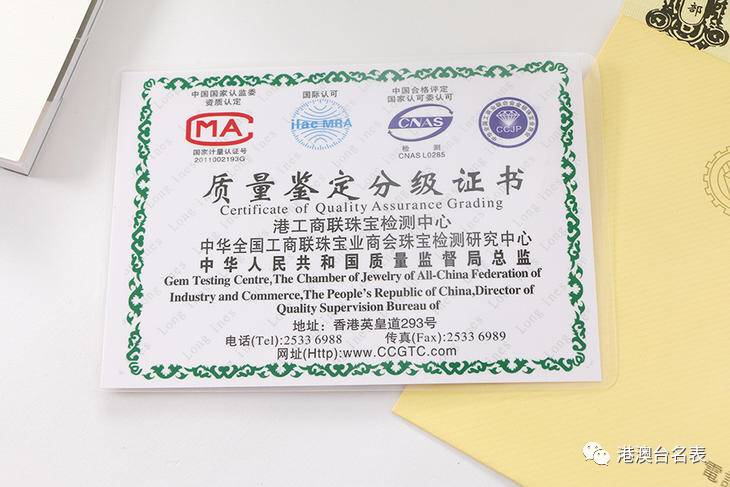 中国国家认监委
资质认定
MA
国家计量认证号
2011002193G
国际认可
ilac-MRA
中国合格评定
国家认可委认可
CNAS
检 测
CNAS L0285
CCJP
质量鉴定分级证书
Certificate of Quality Assurance Grading
港工商联珠宝检测中心
中华全国工商联珠宝业商会珠宝检测研究中心
中华人民共和国质量监督局总监
Gem Testing Centre,The Chamber of Jewelry of All-China Federation of
Industry and Commerce,The People's Republic of China,Director of
Quality Supervision Bureau of
地址：香港英皇道293号
电话(Tel):2533 6988 传真(Fax):2533 6989
网址(Http):www.CCGTC.com
Long Ines
部
港澳台名表